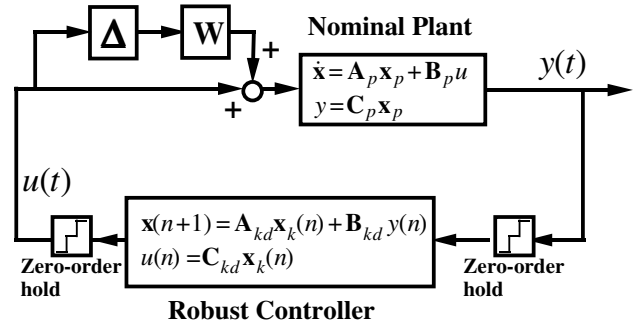 Nominal Plant
Δ
W
+
+
ẋ = A_p x_p + B_p u
y = C_p x_p
y(t)
u(t)
x(n+1) = A_kd x_k(n) + B_kd y(n)
u(n) = C_kd x_k(n)
Zero-order
hold
Zero-order
hold
Robust Controller